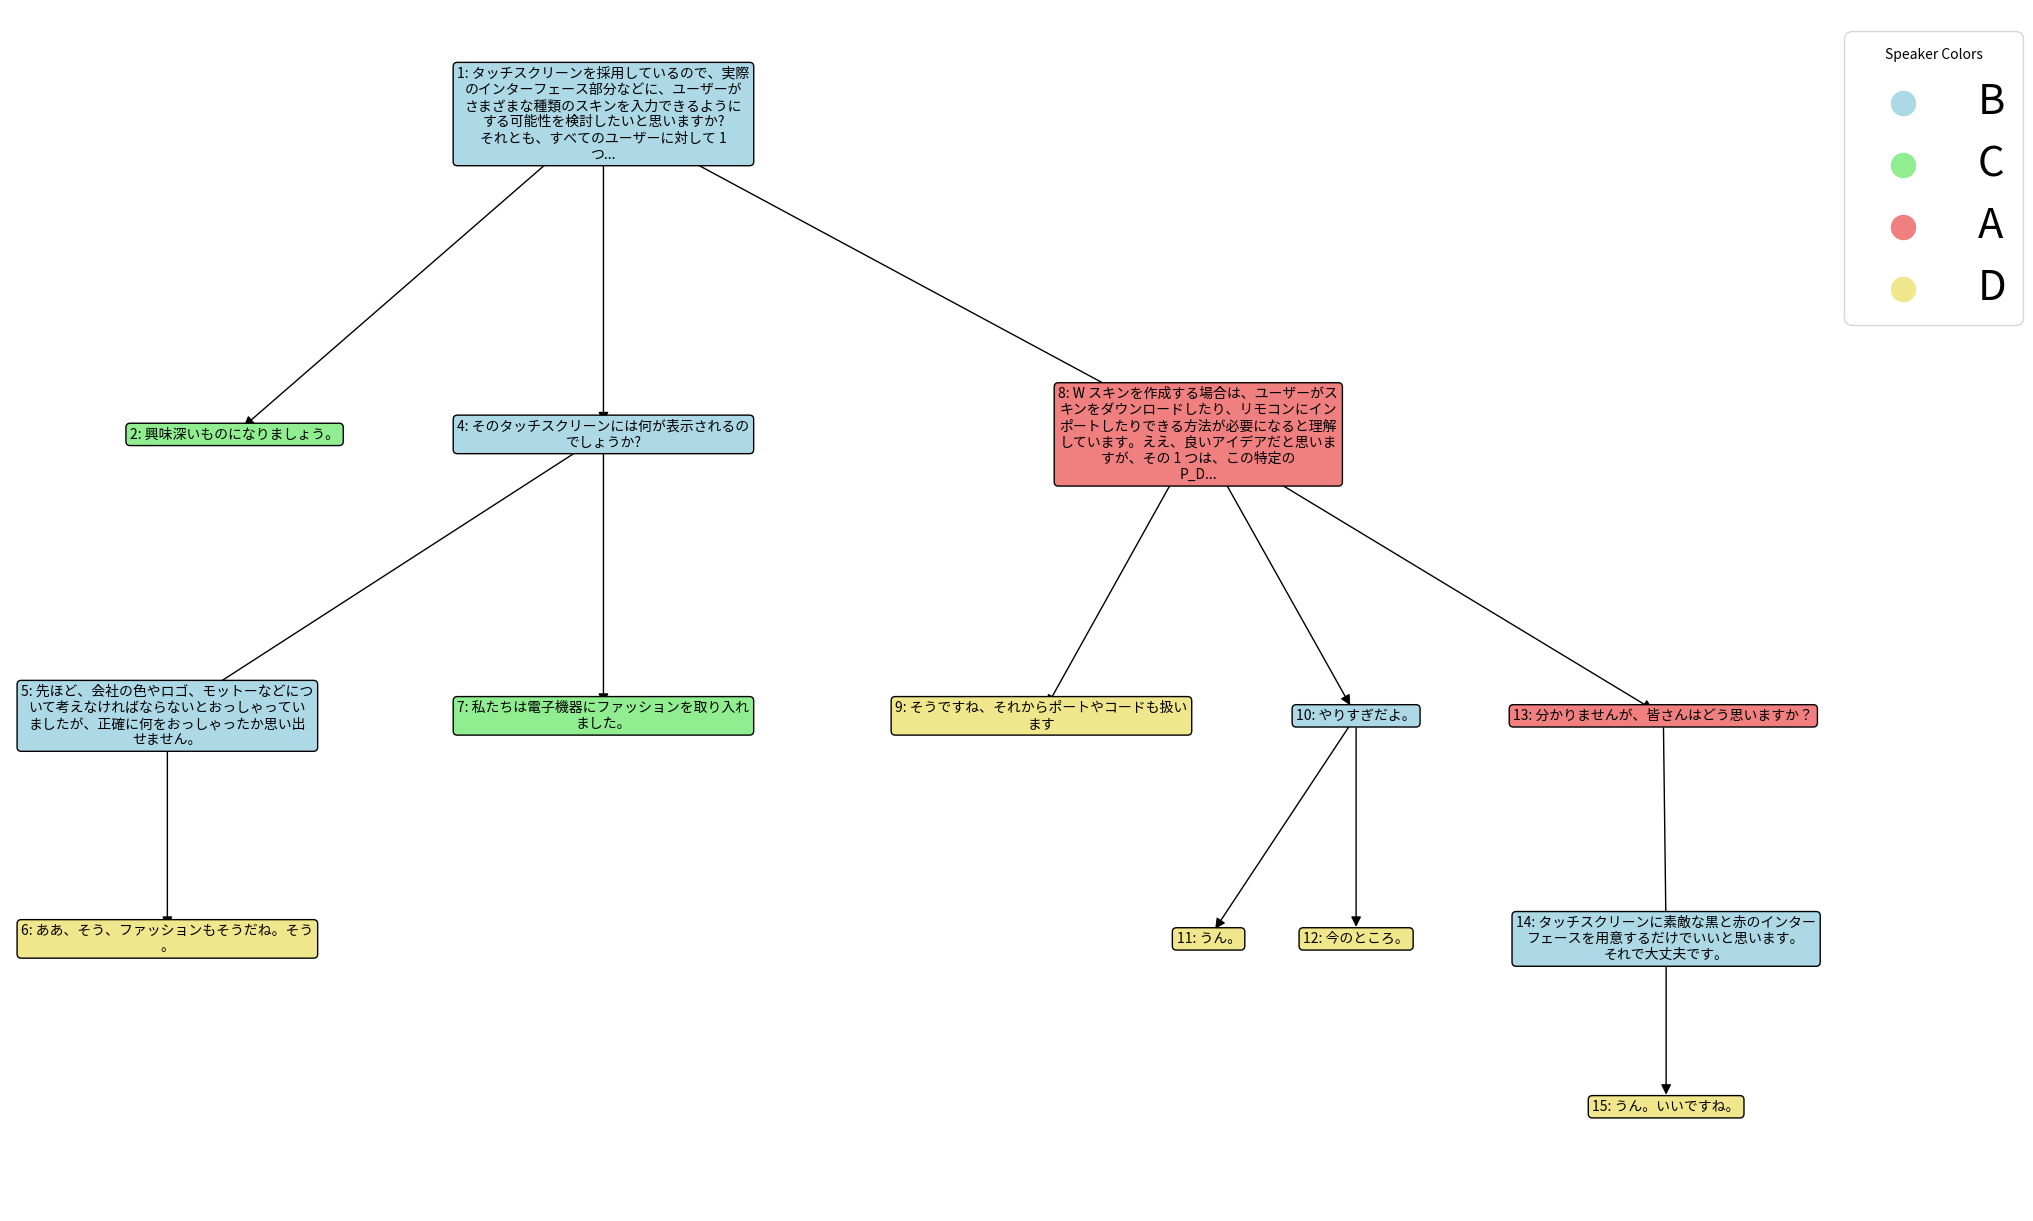 Speaker Colors
B
C
A
D
1: タッチスクリーンを採用しているので、実際
のインターフェース部分などに、ユーザーが
さまざまな種類のスキンを入力できるように
する可能性を検討したいと思いますか?
それとも、すべてのユーザーに対して 1
つ...
2: 興味深いものになりましょう。
4: そのタッチスクリーンには何が表示されるの
でしょうか?
8: W スキンを作成する場合は、ユーザーがス
キンをダウンロードしたり、リモコンにイン
ポートしたりできる方法が必要になると理解
しています。ええ、良いアイデアだと思いま
すが、その 1 つは、この特定の
P_D...
5: 先ほど、会社の色やロゴ、モットーなどにつ
いて考えなければならないとおっしゃってい
ましたが、正確に何をおっしゃったか思い出
せません。
7: 私たちは電子機器にファッションを取り入れ
ました。
9: そうですね、それからポートやコードも扱い
ます
10: やりすぎだよ。
13: 分かりませんが、皆さんはどう思いますか？
6: ああ、そう、ファッションもそうだね。そう
。
11: うん。
12: 今のところ。
14: タッチスクリーンに素敵な黒と赤のインター
フェースを用意するだけでいいと思います。
それで大丈夫です。
15: うん。いいですね。